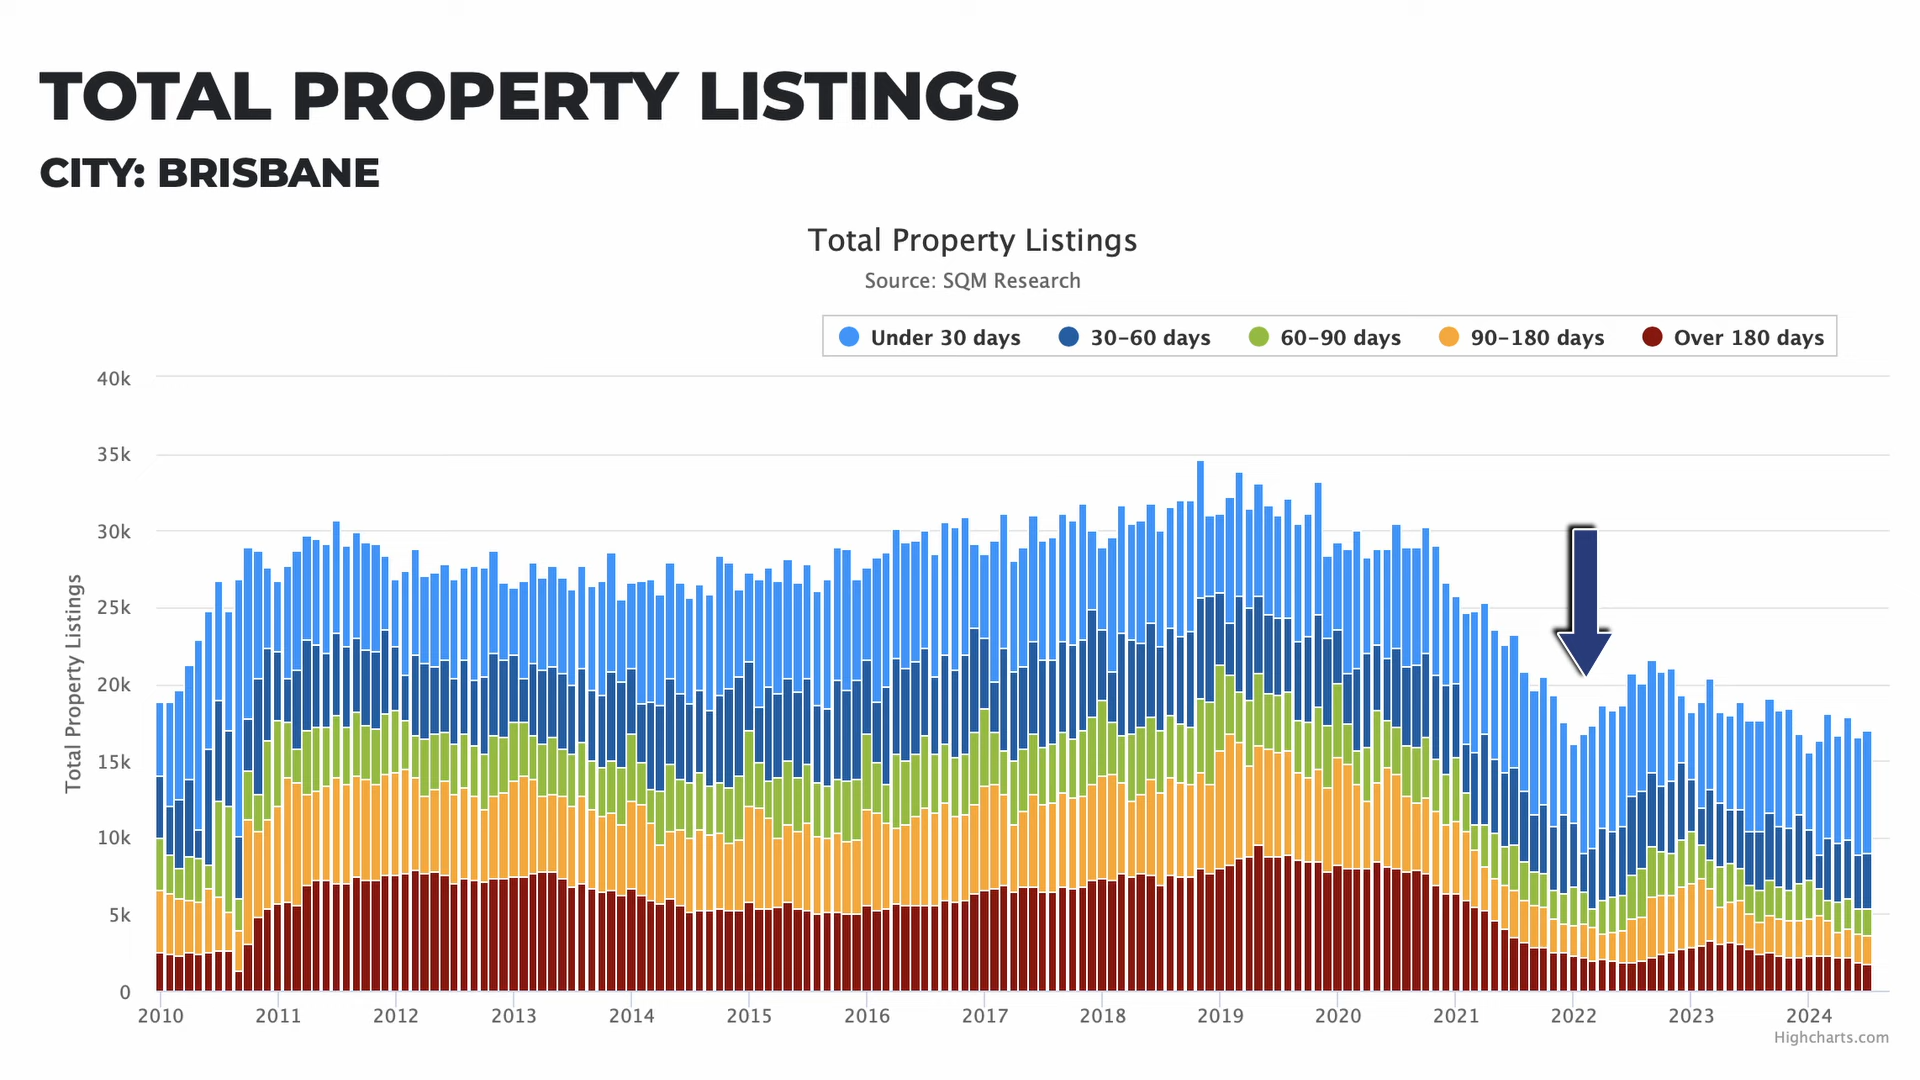 TOTAL PROPERTY LISTINGS
CITY: BRISBANE
Total Property Listings
Source: SQM Research
Under 30 days 30-60 days 60-90 days 90-180 days Over 180 days
40k
35k
30k
25k
20k
15k
10k
5k
0
Total Property Listings
2010 2011 2012 2013 2014 2015 2016 2017 2018 2019 2020 2021 2022 2023 2024
Highcharts.com